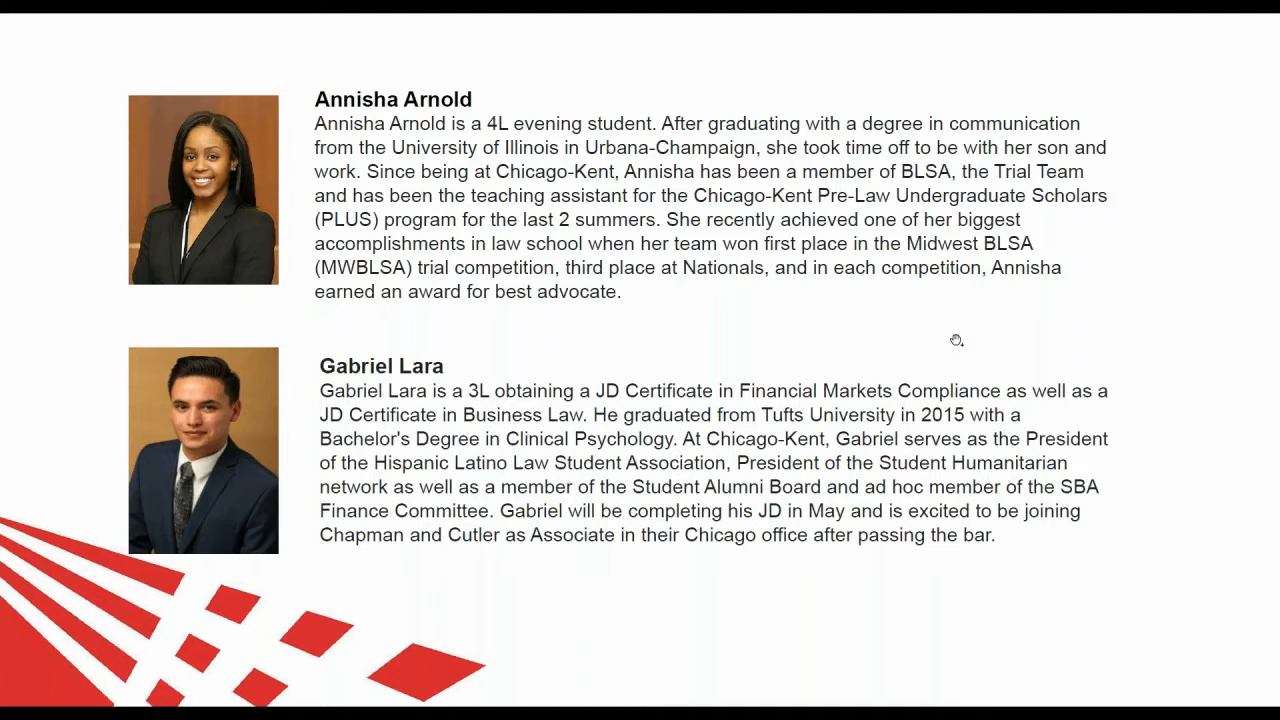 Annisha Arnold
Annisha Arnold is a 4L evening student. After graduating with a degree in communication
from the University of Illinois in Urbana-Champaign, she took time off to be with her son and
work. Since being at Chicago-Kent, Annisha has been a member of BLSA, the Trial Team
and has been the teaching assistant for the Chicago-Kent Pre-Law Undergraduate Scholars
(PLUS) program for the last 2 summers. She recently achieved one of her biggest
accomplishments in law school when her team won first place in the Midwest BLSA
(MWBLSA) trial competition, third place at Nationals, and in each competition, Annisha
earned an award for best advocate.
Gabriel Lara
Gabriel Lara is a 3L obtaining a JD Certificate in Financial Markets Compliance as well as a
JD Certificate in Business Law. He graduated from Tufts University in 2015 with a
Bachelor's Degree in Clinical Psychology. At Chicago-Kent, Gabriel serves as the President
of the Hispanic Latino Law Student Association, President of the Student Humanitarian
network as well as a member of the Student Alumni Board and ad hoc member of the SBA
Finance Committee. Gabriel will be completing his JD in May and is excited to be joining
Chapman and Cutler as Associate in their Chicago office after passing the bar.